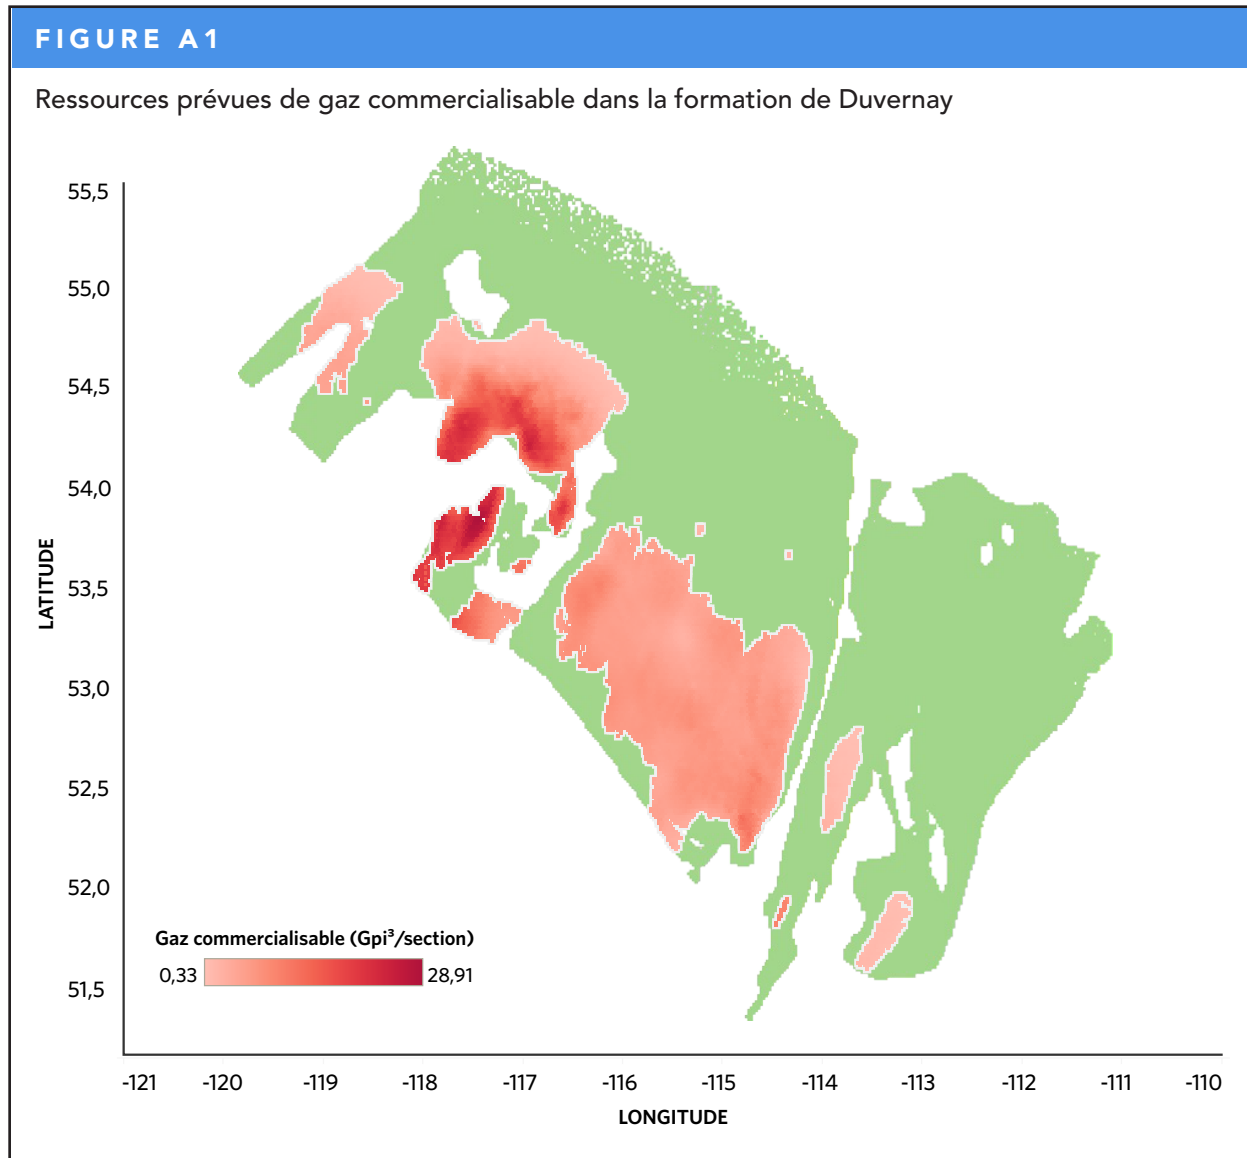 FIGURE A1
Ressources prévues de gaz commercialisable dans la formation de Duvernay
55,5
55,0
54,5
54,0
53,5
53,0
52,5
52,0
51,5
LATITUDE
Gaz commercialisable (Gpi³/section)
0,33 28,91
-121 -120 -119 -118 -117 -116 -115 -114 -113 -112 -111 -110
LONGITUDE